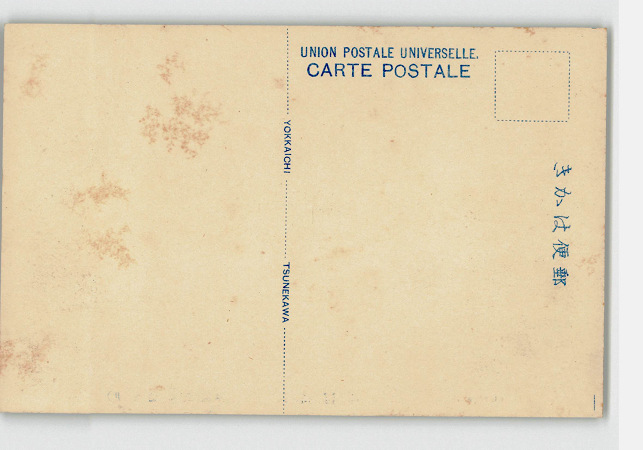 UNION POSTALE UNIVERSELLE.
CARTE POSTALE
YOKKAICHI
TSUNEKAWA
きかは便郵